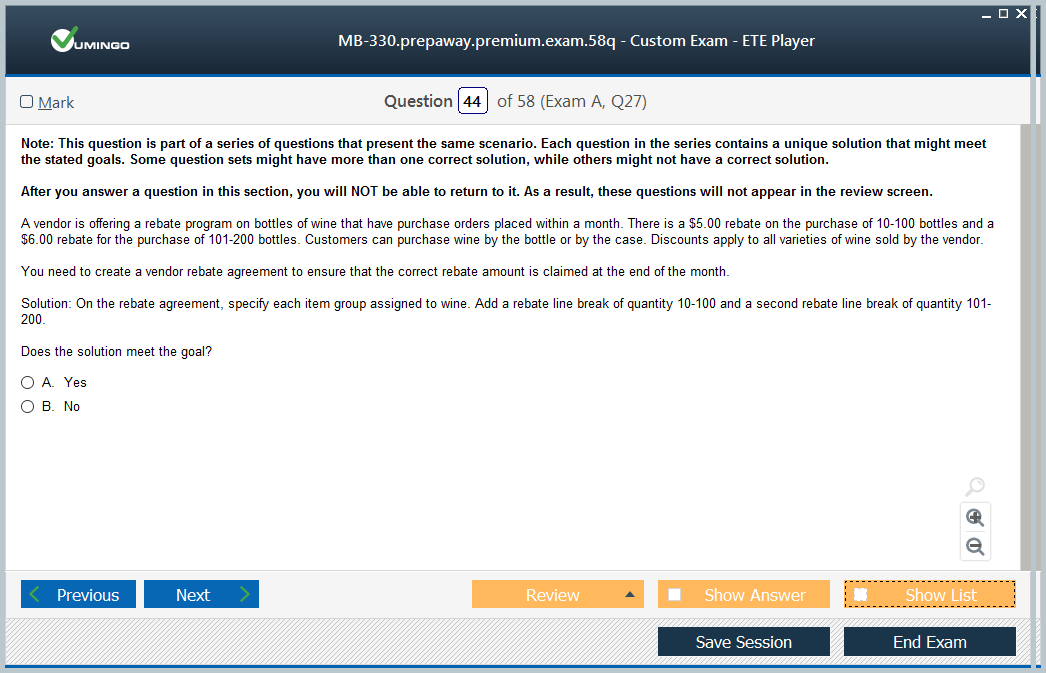 VUMINGO
MB-330.prepaway.premium.exam.58q - Custom Exam - ETE Player
Mark
Question 44 of 58 (Exam A, Q27)
Note: This question is part of a series of questions that present the same scenario. Each question in the series contains a unique solution that might meet
the stated goals. Some question sets might have more than one correct solution, while others might not have a correct solution.
After you answer a question in this section, you will NOT be able to return to it. As a result, these questions will not appear in the review screen.
A vendor is offering a rebate program on bottles of wine that have purchase orders placed within a month. There is a $5.00 rebate on the purchase of 10-100 bottles and a
$6.00 rebate for the purchase of 101-200 bottles. Customers can purchase wine by the bottle or by the case. Discounts apply to all varieties of wine sold by the vendor.
You need to create a vendor rebate agreement to ensure that the correct rebate amount is claimed at the end of the month.
Solution: On the rebate agreement, specify each item group assigned to wine. Add a rebate line break of quantity 10-100 and a second rebate line break of quantity 101-
200.
Does the solution meet the goal?
A. Yes
B. No
Previous Next Review Show Answer Show List
Save Session End Exam